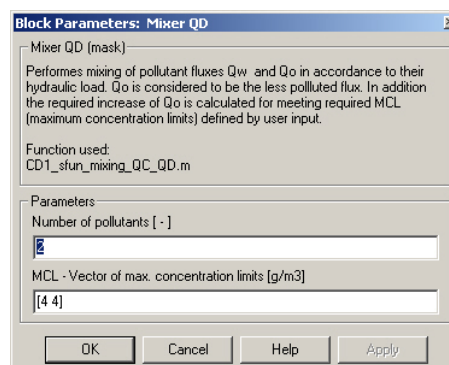 Block Parameters: Mixer QD
Mixer QD (mask)
Performes mixing of pollutant fluxes Qw and Qo in accordance to their
hydraulic load. Qo is considered to be the less pollluted flux. In addition
the required increase of Qo is calculated for meeting required MCL
(maximum concentration limits) defined by user input.
Function used:
CD1_sfun_mixing_QC_QD.m
Parameters
Number of pollutants [ - ]
2
MCL - Vector of max. concentration limits [g/m3]
[4 4]
OK Cancel Help Apply